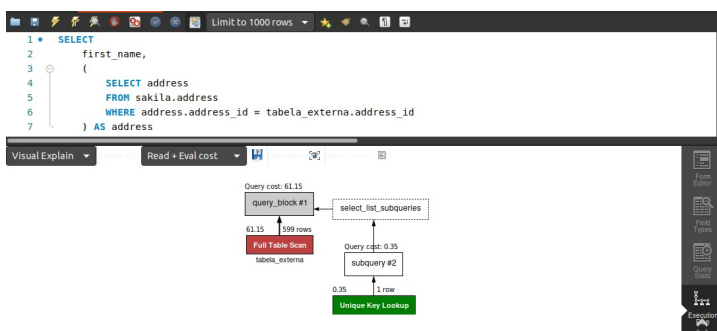 Limit to 1000 rows
1 SELECT
2 first_name,
3 (
4 SELECT address
5 FROM sakila.address
6 WHERE address.address_id = tabela_externa.address_id
7 ) AS address
Visual Explain
Read + Eval cost
Query cost: 61.15
query_block #1
select_list_subqueries
61.15 599 rows
Full Table Scan
tabela_externa
Query cost: 0.35
subquery #2
0.35 1 row
Unique Key Lookup
Form
Editor
Field
Types
Query
Stats
Execution